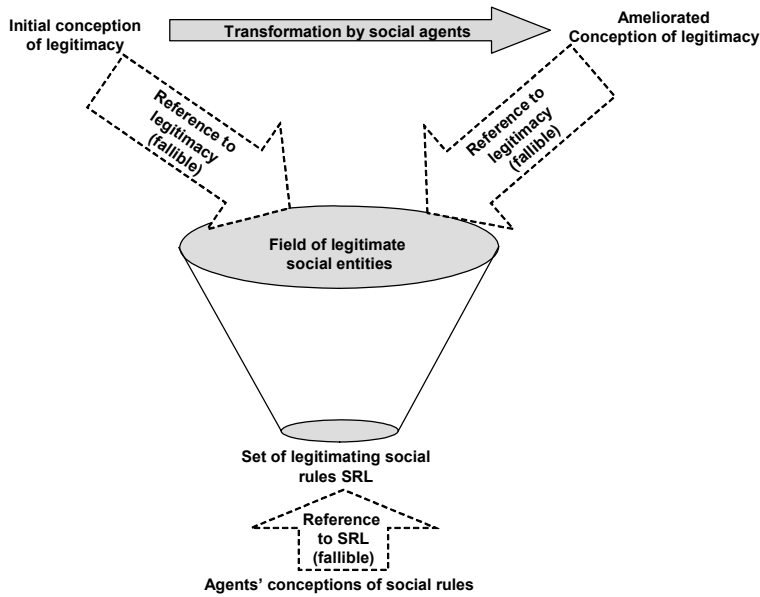 Initial conception
of legitimacy
Transformation by social agents
Ameliorated
Conception of legitimacy
Reference to
legitimacy
(fallible)
Reference to
legitimacy
(fallible)
Field of legitimate
social entities
Set of legitimating social
rules SRL
Reference
to SRL
(fallible)
Agents’ conceptions of social rules